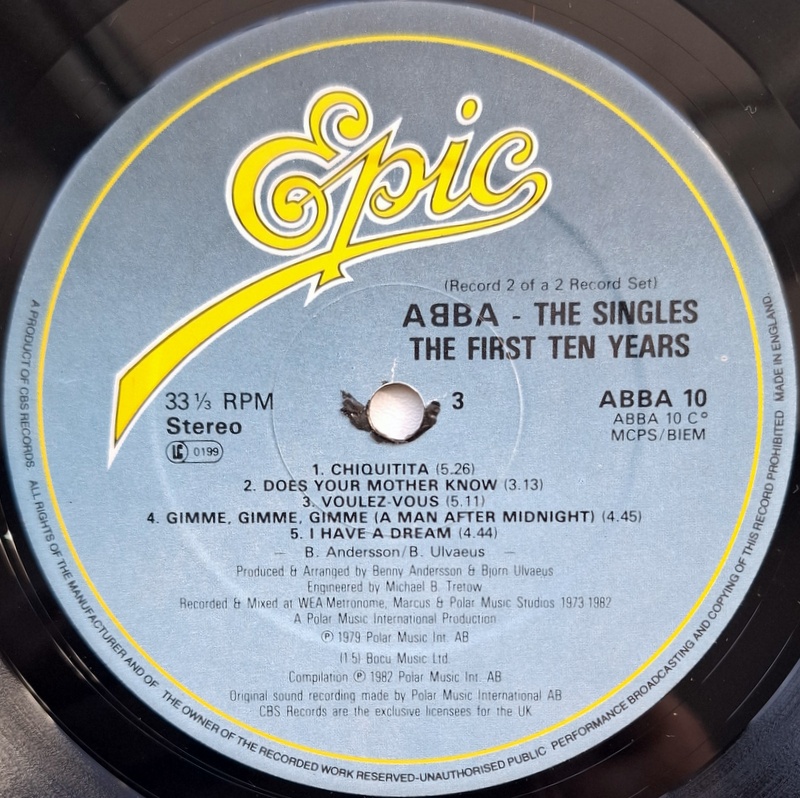 Epic
(Record 2 of a 2 Record Set)
AᗺBA - THE SINGLES
THE FIRST TEN YEARS
33⅓ RPM
Stereo
LC 0199
3
ABBA 10
ABBA 10 C°
MCPS/BIEM
1. CHIQUITITA (5.26)
2. DOES YOUR MOTHER KNOW (3.13)
3. VOULEZ-VOUS (5.11)
4. GIMME, GIMME, GIMME (A MAN AFTER MIDNIGHT) (4.45)
5. I HAVE A DREAM (4.44)
— B. Andersson/B. Ulvaeus —
Produced & Arranged by Benny Andersson & Bjorn Ulvaeus
Engineered by Michael B. Tretow
Recorded & Mixed at WEA-Metronome, Marcus & Polar Music Studios 1973 1982
A Polar Music International Production
℗ 1979 Polar Music Int. AB
(1 5) Bocu Music Ltd.
Compilation ℗ 1982 Polar Music Int. AB
Original sound recording made by Polar Music International AB
CBS Records are the exclusive licensees for the UK
A PRODUCT OF CBS RECORDS ALL RIGHTS OF THE MANUFACTURER AND OF THE OWNER OF THE RECORDED WORK RESERVED-UNAUTHORISED PUBLIC PERFORMANCE BROADCASTING AND COPYING OF THIS RECORD PROHIBITED MADE IN ENGLAND.